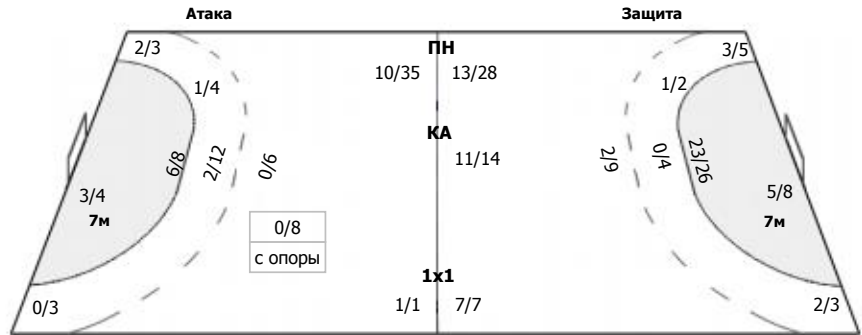 Атака Защита
2/3 ПН 3/5
10/35 13/28
1/4 1/2
КА
6/8 2/12 0/6 11/14 2/9 0/4 23/26
3/4 5/8
7м 7м
0/8
с опоры
1х1
0/3 1/1 7/7 2/3